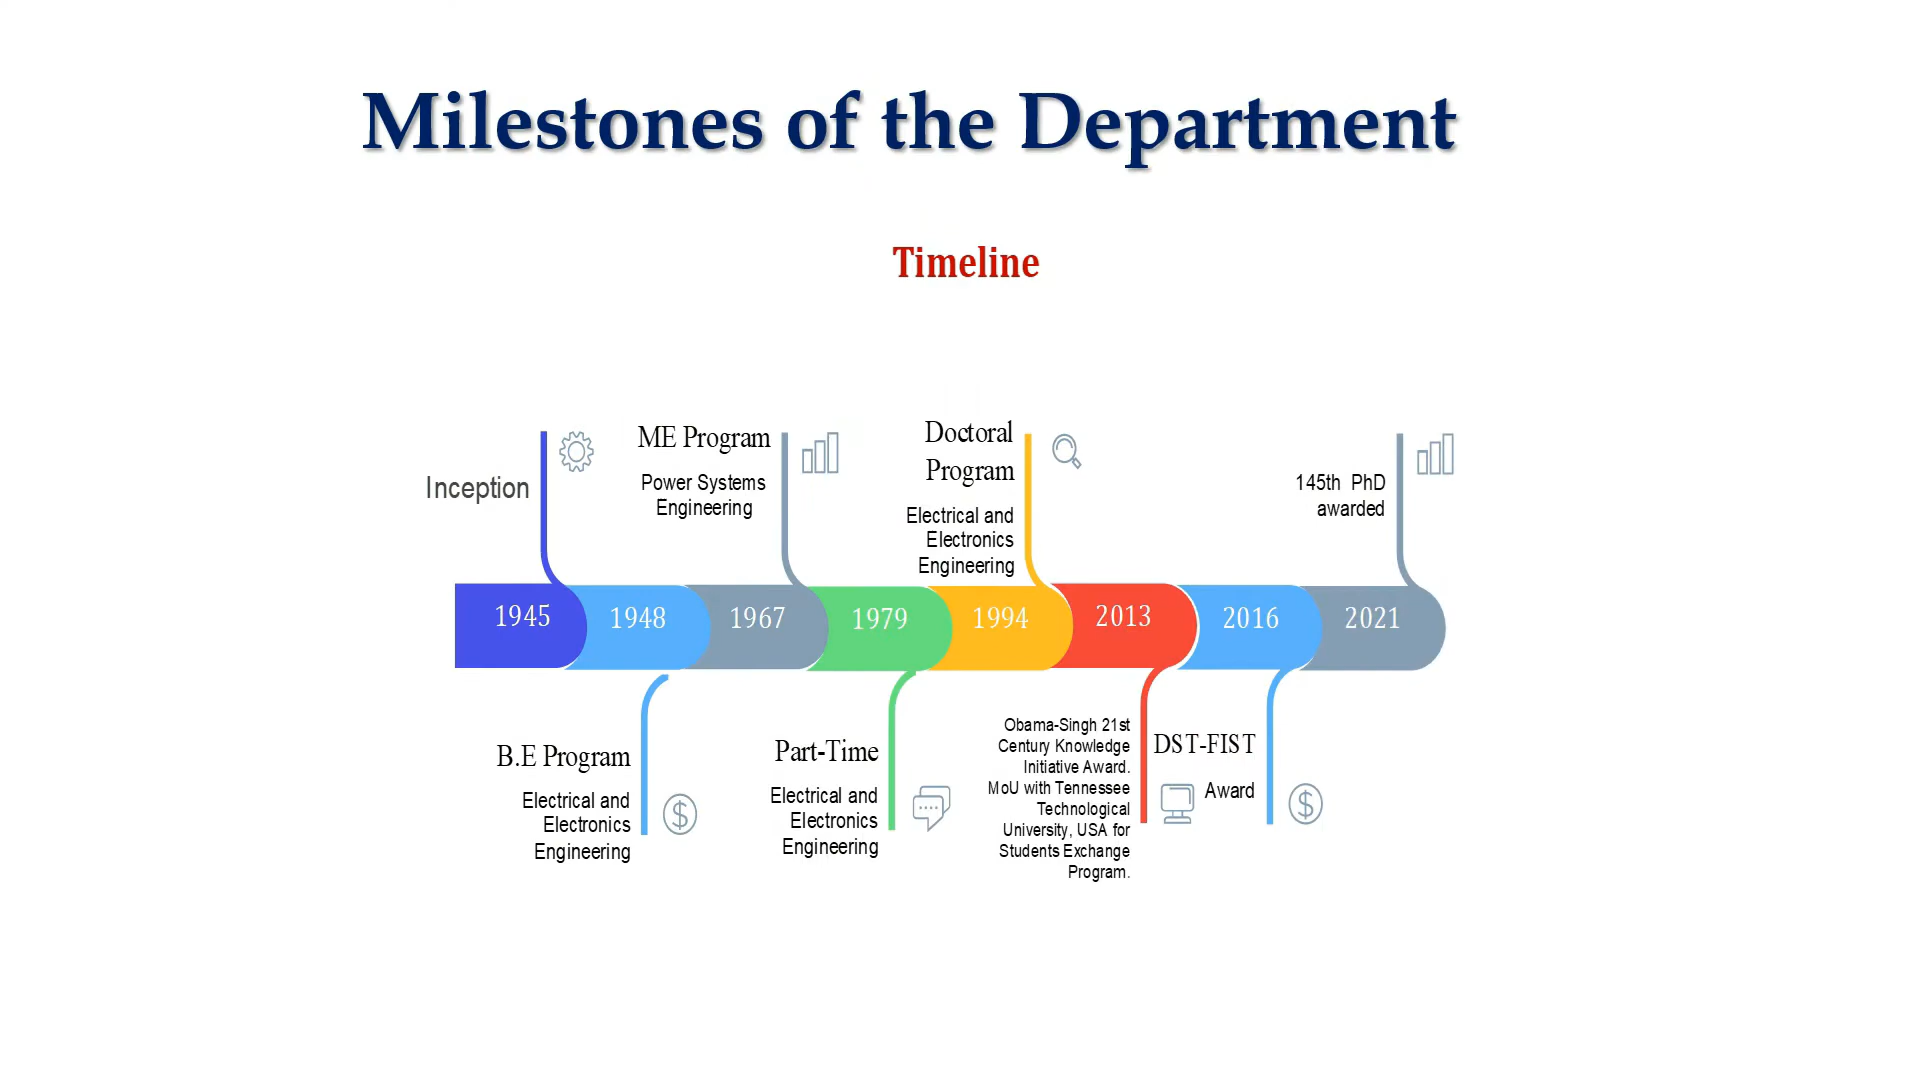 Milestones of the Department
Timeline
Inception
ME Program
Power Systems
Engineering
Doctoral
Program
Electrical and
Electronics
Engineering
145th PhD
awarded
1945
1948
1967
1979
1994
2013
2016
2021
B.E Program
Electrical and
Electronics
Engineering
Part-Time
Electrical and
Electronics
Engineering
Obama-Singh 21st
Century Knowledge
Initiative Award.
MoU with Tennessee
Technological
University, USA for
Students Exchange
Program.
DST-FIST
Award